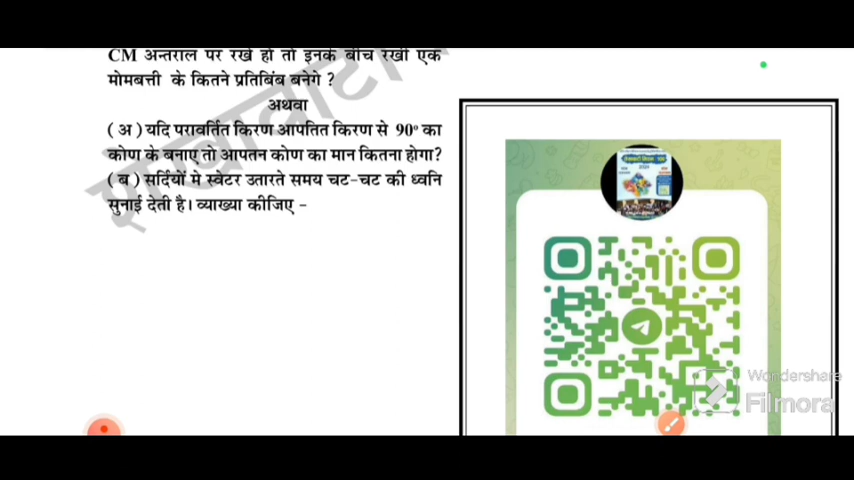 CM अन्तराल पर रखे हो तो इनके बीच रखी एक
मोमबत्ती के कितने प्रतिबिंब बनेगे ?
अथवा
( अ ) यदि परावर्तित किरण आपतित किरण से 90° का
कोण के बनाए तो आपतन कोण का मान कितना होगा?
( ब ) सर्दियों मे स्वेटर उतारते समय चट-चट की ध्वनि
सुनाई देती है। व्याख्या कीजिए -
Wondershare
Filmora